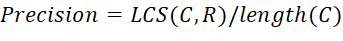 Precision = LCS(C,R)/length(C)